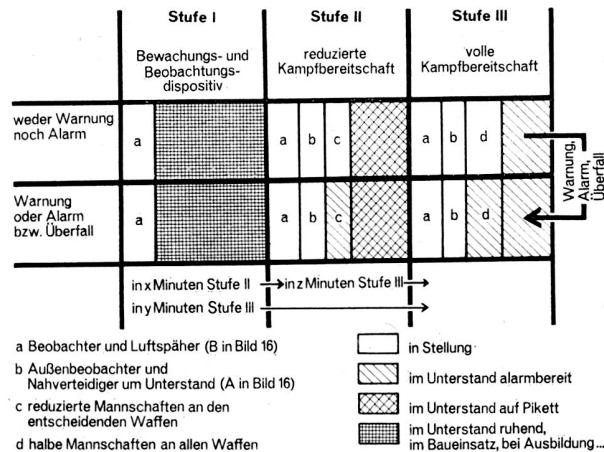 Stufe I
Stufe II
Stufe III
Bewachungs- und
Beobachtungs-
dispositiv
reduzierte
Kampfbereitschaft
volle
Kampfbereitschaft
weder Warnung
noch Alarm
a
a
b
c
a
b
d
Warnung,
Alarm,
Überfall
Warnung
oder Alarm
bzw. Überfall
a
a
b
c
a
b
d
in x Minuten Stufe II
in z Minuten Stufe III
in y Minuten Stufe III
a Beobachter und Luftspäher (B in Bild 16)
b Außenbeobachter und
Nahverteidiger um Unterstand (A in Bild 16)
c reduzierte Mannschaften an den
entscheidenden Waffen
d halbe Mannschaften an allen Waffen
in Stellung
im Unterstand alarmbereit
im Unterstand auf Pikett
im Unterstand ruhend,
im Baueinsatz, bei Ausbildung...